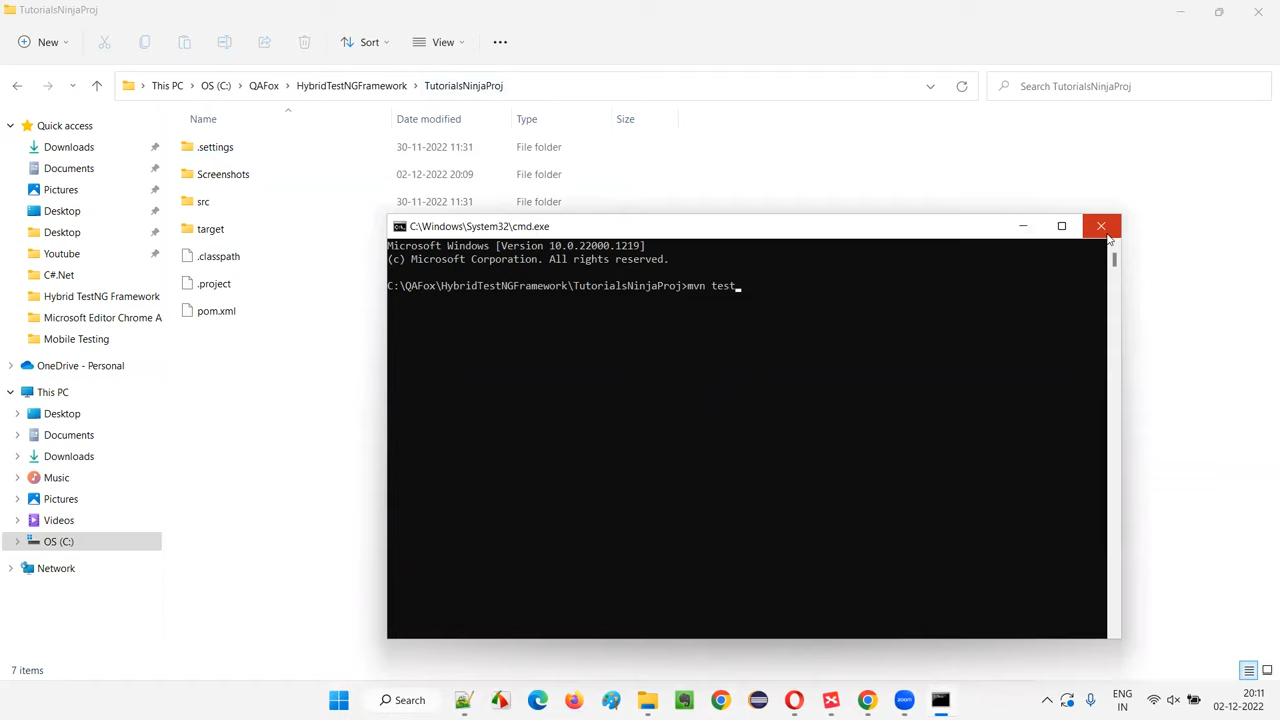 TutorialsNinjaProj
New
Sort
View
This PC
OS (C:)
QAFox
HybridTestNGFramework
TutorialsNinjaProj
Search TutorialsNinjaProj
Name
Date modified
Type
Size
Quick access
Downloads
Documents
Pictures
Desktop
Desktop
Youtube
C#.Net
Hybrid TestNG Framework
Microsoft Editor Chrome A
Mobile Testing
OneDrive - Personal
This PC
Desktop
Documents
Downloads
Music
Pictures
Videos
OS (C:)
Network
.settings 30-11-2022 11:31 File folder
Screenshots 02-12-2022 20:09 File folder
src 30-11-2022 11:31 File folder
target
.classpath
.project
pom.xml
C:\Windows\System32\cmd.exe
Microsoft Windows [Version 10.0.22000.1219]
(c) Microsoft Corporation. All rights reserved.
C:\QAFox\HybridTestNGFramework\TutorialsNinjaProj>mvn test
7 items
Search
zoom
ENG
IN
20:11
02-12-2022